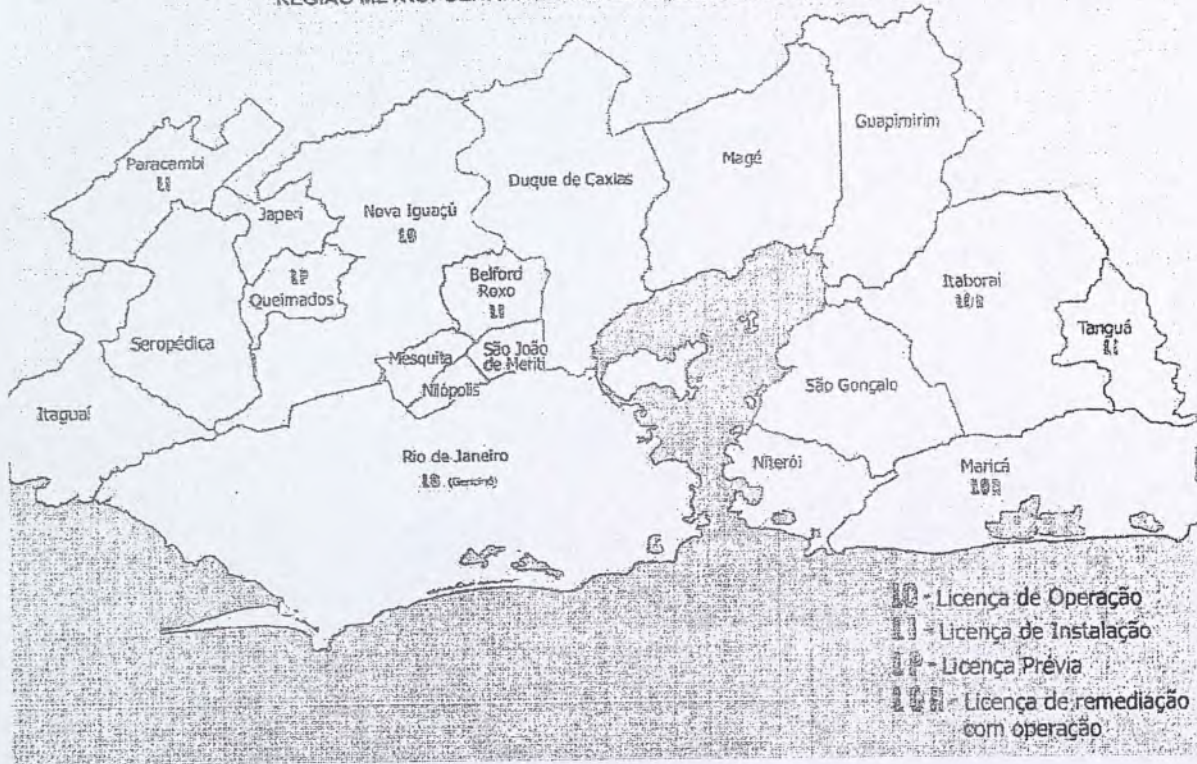 Paracambi
LI
Japeri
Nova Iguaçú
LO
Duque de Caxias
Magé
Guapimirim
LP
Queimados
Belford
Roxo
LI
Seropédica
Mesquita
São João
de Meriti
Nilópolis
Itaguaí
Itaboraí
Tanguá
LI
São Gonçalo
Rio de Janeiro
LO (Gericinó)
Niterói
Maricá
LOR
LO - Licença de Operação
LI - Licença de Instalação
LP - Licença Prévia
LOR - Licença de remediação
com operação